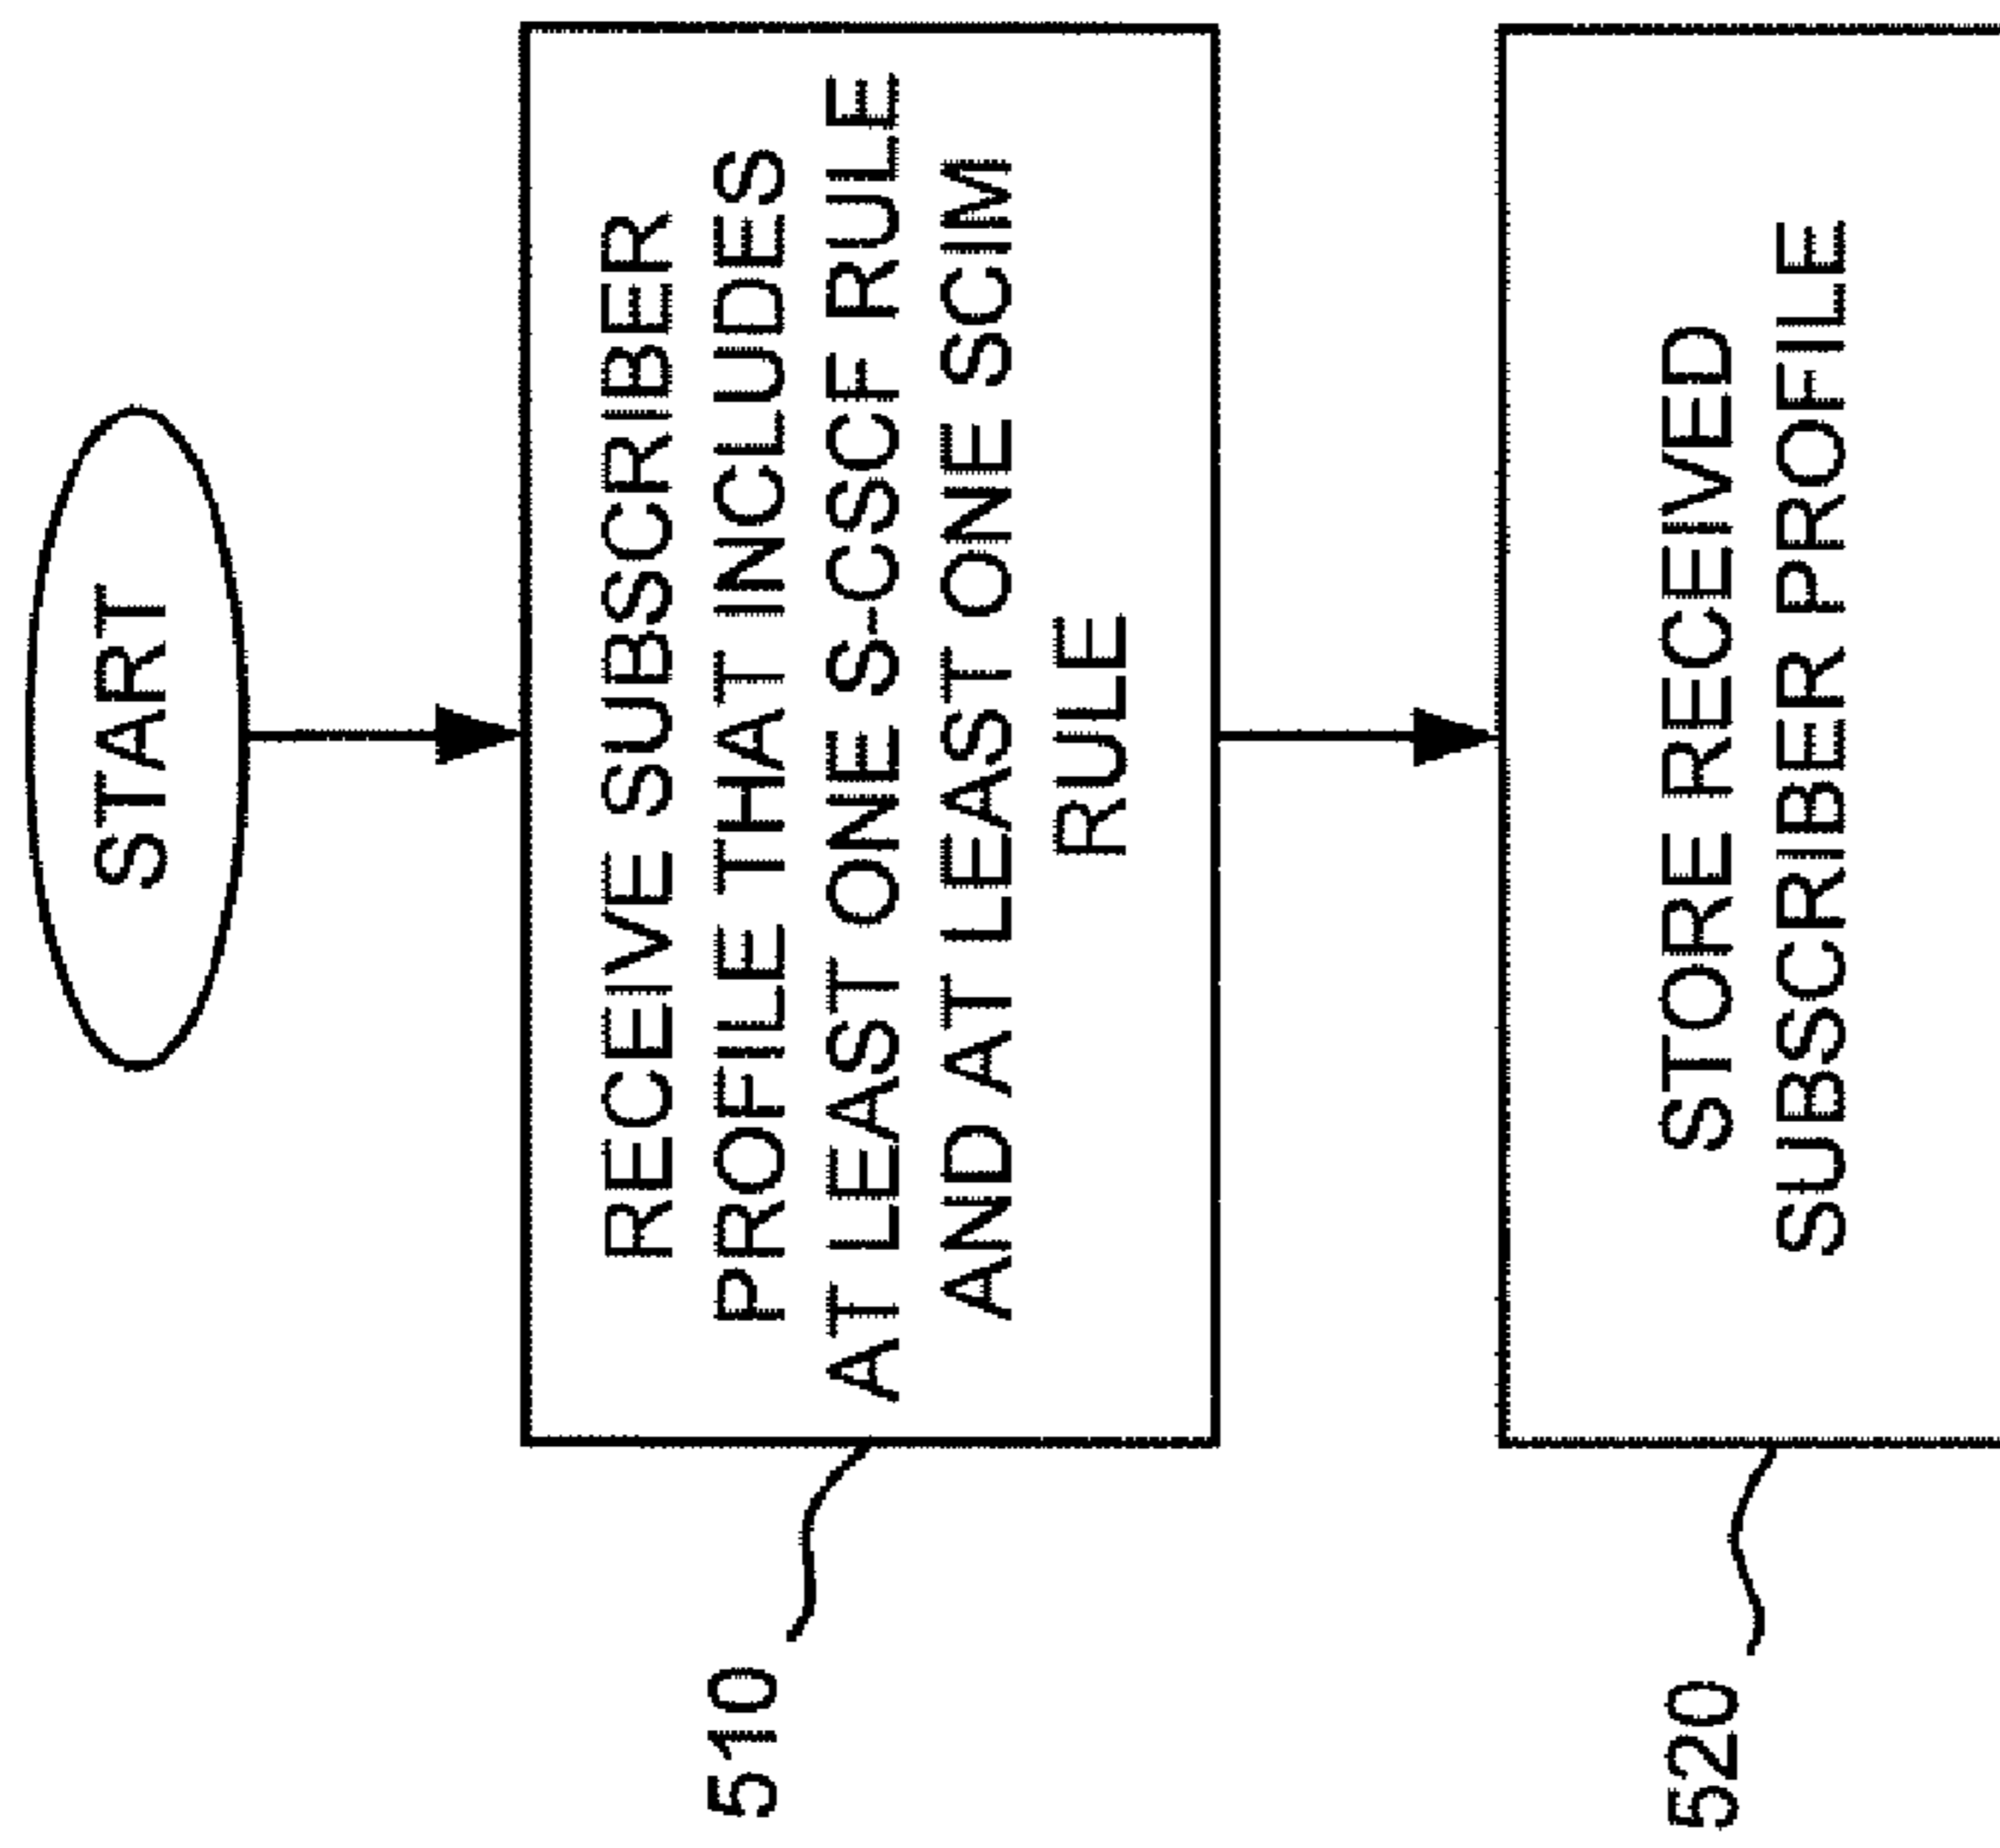 START
RECEIVE SUBSCRIBER
PROFILE THAT INCLUDES
AT LEAST ONE S-CSCF RULE
AND AT LEAST ONE SCIM
RULE
510
STORE RECEIVED
SUBSCRIBER PROFILE
520